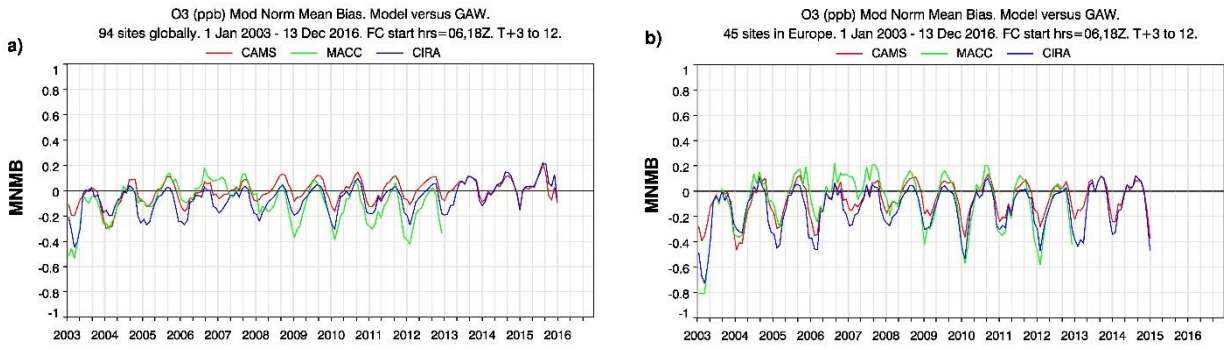 a)
O3 (ppb) Mod Norm Mean Bias. Model versus GAW.
94 sites globally. 1 Jan 2003 - 13 Dec 2016. FC start hrs=06,18Z. T+3 to 12.
CAMS MACC CIRA
MNMB
1
0.8
0.6
0.4
0.2
0
-0.2
-0.4
-0.6
-0.8
-1
2003 2004 2005 2006 2007 2008 2009 2010 2011 2012 2013 2014 2015 2016
b)
O3 (ppb) Mod Norm Mean Bias. Model versus GAW.
45 sites in Europe. 1 Jan 2003 - 13 Dec 2016. FC start hrs=06,18Z. T+3 to 12.
CAMS MACC CIRA
MNMB
1
0.8
0.6
0.4
0.2
0
-0.2
-0.4
-0.6
-0.8
-1
2003 2004 2005 2006 2007 2008 2009 2010 2011 2012 2013 2014 2015 2016